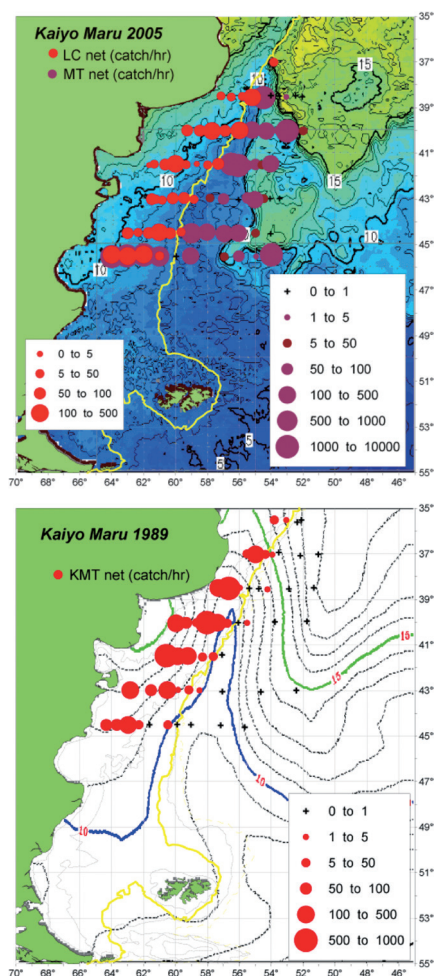 Kaiyo Maru 2005
LC net (catch/hr)
MT net (catch/hr)
35°
37°
39°
41°
43°
45°
47°
49°
51°
53°
55°
10
15
10
15
10
10
5
5
0 to 5
5 to 50
50 to 100
100 to 500
0 to 1
1 to 5
5 to 50
50 to 100
100 to 500
500 to 1000
1000 to 10000
70° 68° 66° 64° 62° 60° 58° 56° 54° 52° 50° 48° 46°
Kaiyo Maru 1989
KMT net (catch/hr)
35°
37°
39°
41°
43°
45°
47°
49°
51°
53°
55°
15
15
10
10
0 to 1
1 to 5
5 to 50
50 to 100
100 to 500
500 to 1000
70° 68° 66° 64° 62° 60° 58° 56° 54° 52° 50° 48° 46°